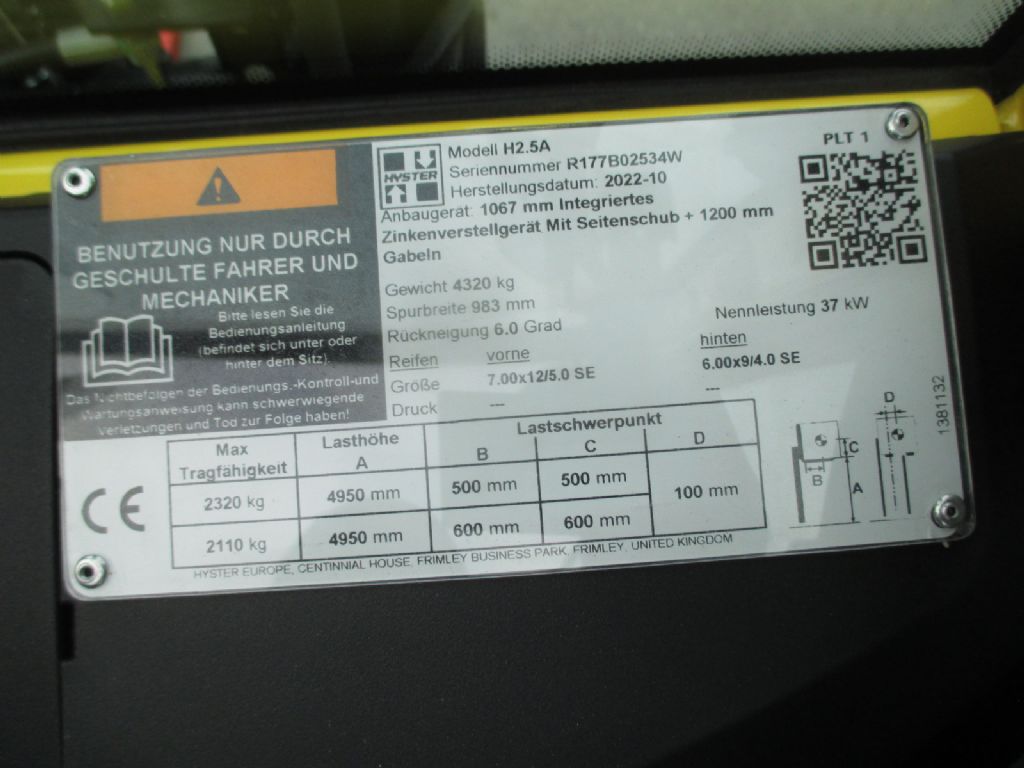 BENUTZUNG NUR DURCH
GESCHULTE FAHRER UND
MECHANIKER
Bitte lesen Sie die
Bedienungsanleitung
(befindet sich unter oder
hinter dem Sitz).
Das Nichtbefolgen der Bedienungs.-Kontroll-und
Wartungsanweisung kann schwerwiegende
Verletzungen und Tod zur Folge haben!
HYSTER
Modell H2.5A
Seriennummer R177B02534W
Herstellungsdatum: 2022-10
Anbaugerät: 1067 mm Integriertes
Zinkenverstellgerät Mit Seitenschub + 1200 mm
Gabeln
PLT 1
Gewicht 4320 kg
Spurbreite 983 mm
Rückneigung 6.0 Grad
Nennleistung 37 kW
Reifen vorne hinten
Größe 7.00x12/5.0 SE 6.00x9/4.0 SE
Druck --- ---
Max Tragfähigkeit Lasthöhe A Lastschwerpunkt B C D
2320 kg 4950 mm 500 mm 500 mm 100 mm
2110 kg 4950 mm 600 mm 600 mm
CE
HYSTER EUROPE, CENTINNIAL HOUSE, FRIMLEY BUSINESS PARK, FRIMLEY, UNITED KINGDOM
B C A D
1381132